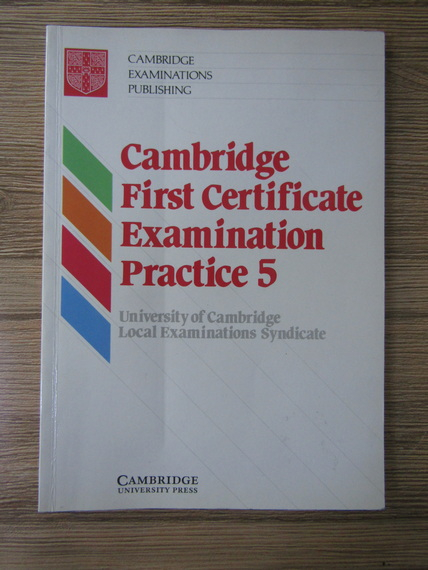 CAMBRIDGE
EXAMINATIONS
PUBLISHING
Cambridge
First Certificate
Examination
Practice 5
University of Cambridge
Local Examinations Syndicate
CAMBRIDGE
UNIVERSITY PRESS